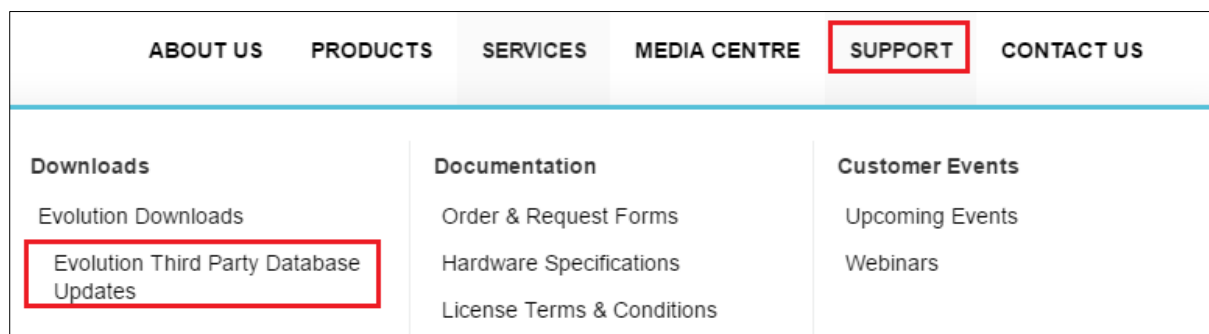 ABOUT US PRODUCTS SERVICES MEDIA CENTRE SUPPORT CONTACT US
Downloads
Evolution Downloads
Evolution Third Party Database
Updates
Documentation
Order & Request Forms
Hardware Specifications
License Terms & Conditions
Customer Events
Upcoming Events
Webinars